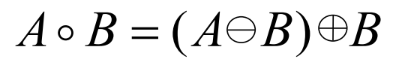 A ∘ B = (A ⊖ B) ⊕ B